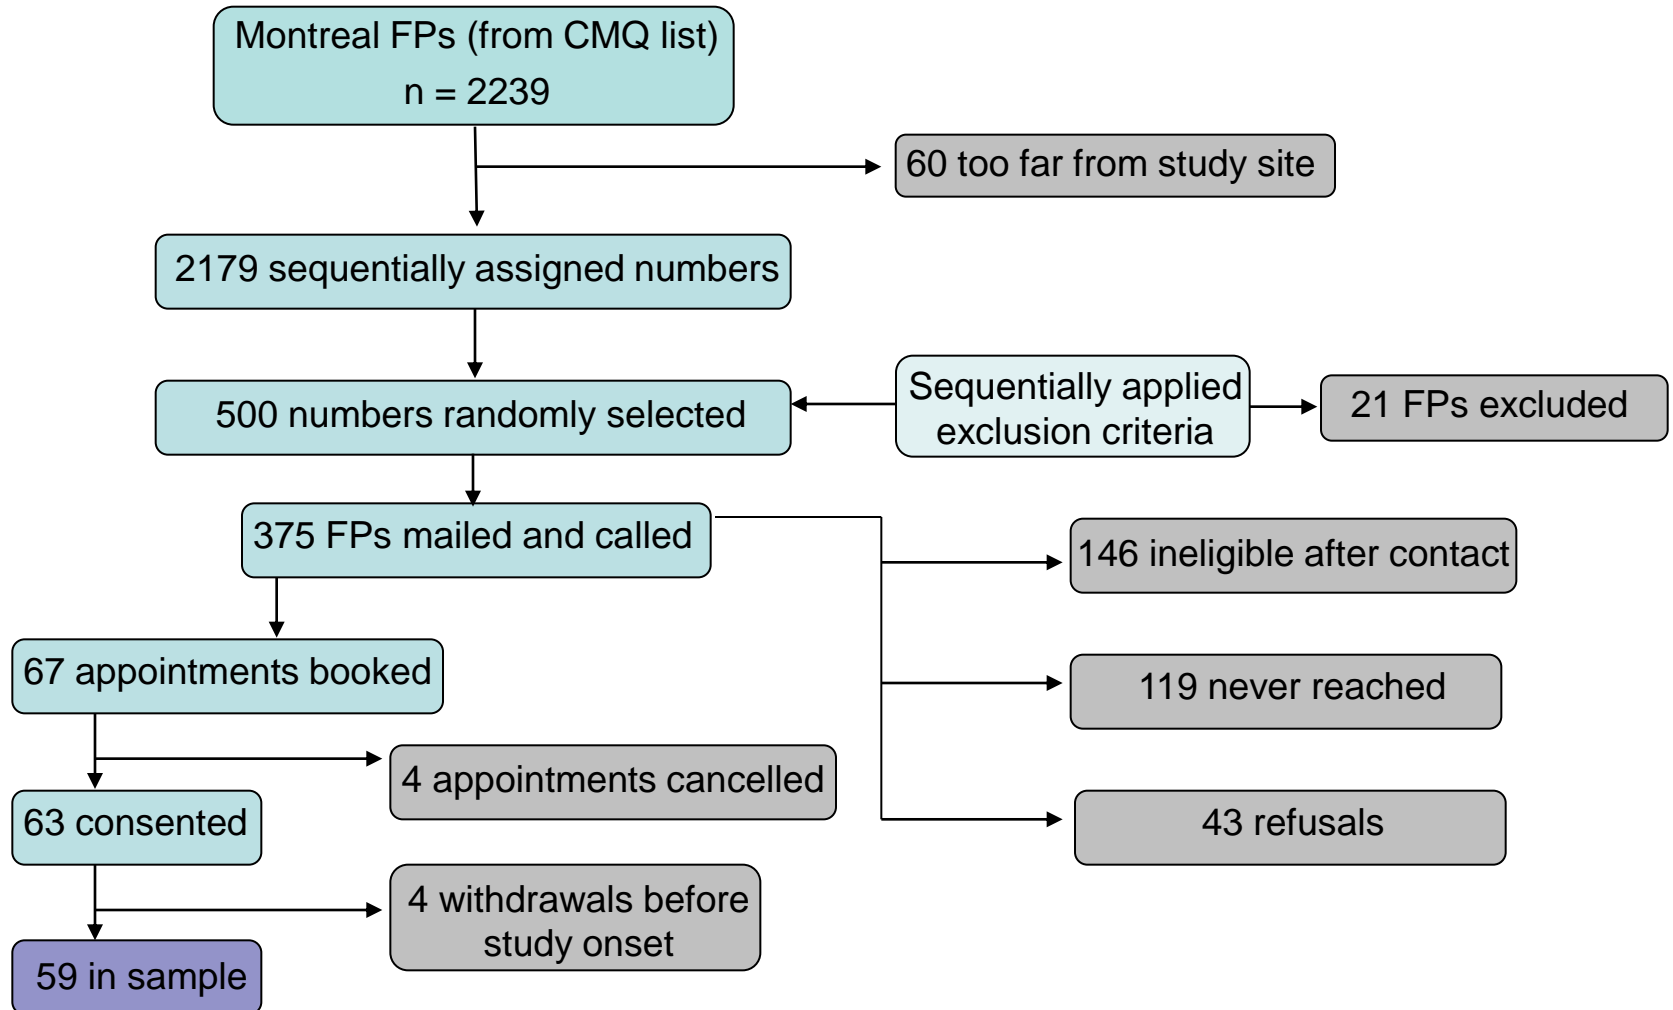 Montreal FPs (from CMQ list)
n = 2239
60 too far from study site
2179 sequentially assigned numbers
500 numbers randomly selected
Sequentially applied
exclusion criteria
21 FPs excluded
375 FPs mailed and called
146 ineligible after contact
67 appointments booked
119 never reached
4 appointments cancelled
63 consented
43 refusals
4 withdrawals before
study onset
59 in sample